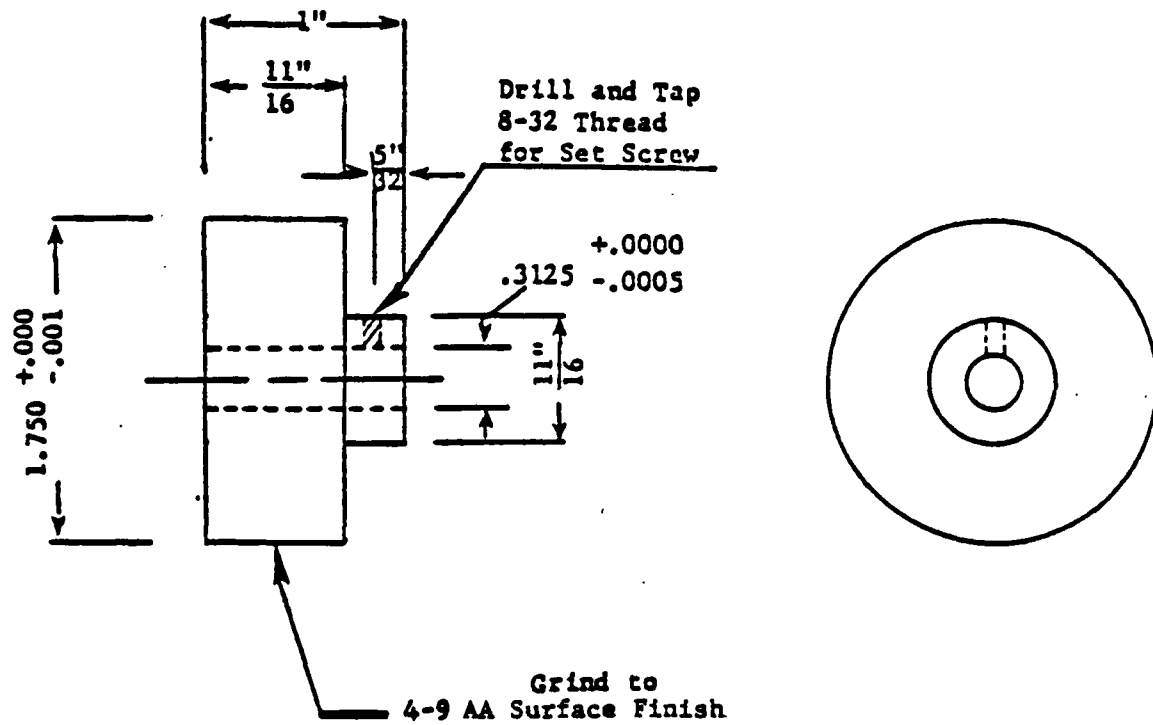 1"
11"
16
Drill and Tap
8-32 Thread
for Set Screw
5"
32
+.0000
.3125 -.0005
1.750 +.000
-.001
11"
16
Grind to
4-9 AA Surface Finish